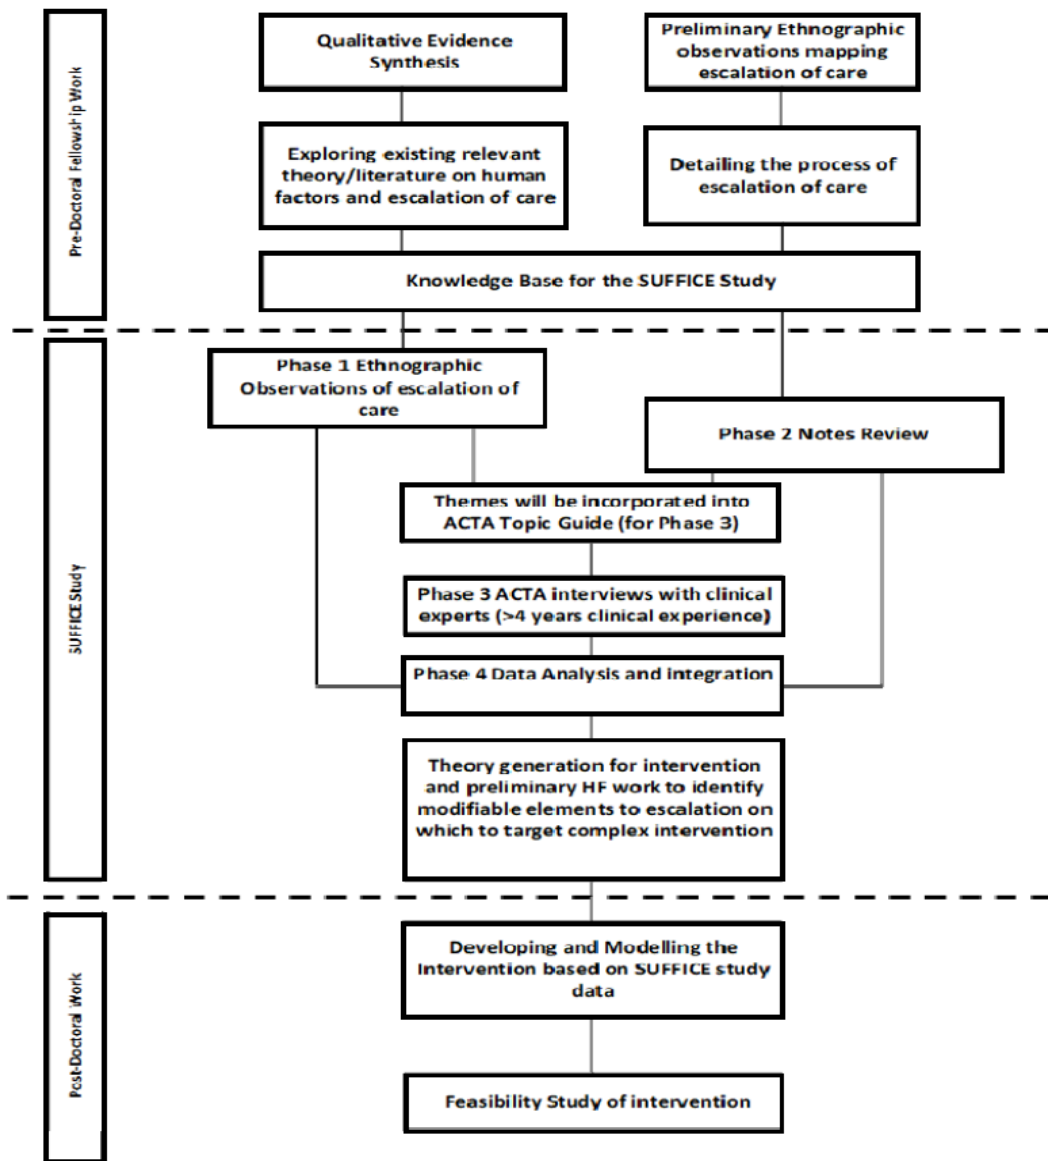 Pre-Doctoral Fellowship Work
Qualitative Evidence
Synthesis
Preliminary Ethnographic
observations mapping
escalation of care
Exploring existing relevant
theory/literature on human
factors and escalation of care
Detailing the process of
escalation of care
Knowledge Base for the SUFFICE Study
SUFFICE Study
Phase 1 Ethnographic
Observations of escalation of
care
Phase 2 Notes Review
Themes will be incorporated into
ACTA Topic Guide (for Phase 3)
Phase 3 ACTA interviews with clinical
experts (>4 years clinical experience)
Phase 4 Data Analysis and integration
Theory generation for intervention
and preliminary HF work to identify
modifiable elements to escalation on
which to target complex intervention
Post-Doctoral Work
Developing and Modelling the
Intervention based on SUFFICE study
data
Feasibility Study of intervention